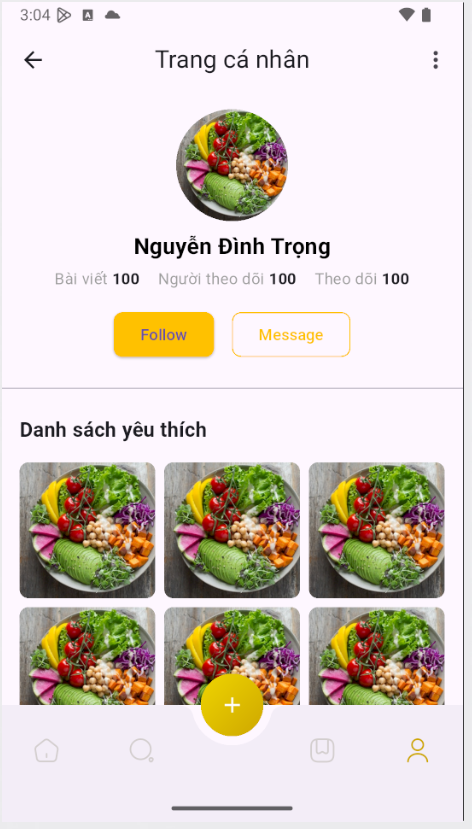 3:04
Trang cá nhân
Nguyễn Đình Trọng
Bài viết 100 Người theo dõi 100 Theo dõi 100
Follow Message
Danh sách yêu thích